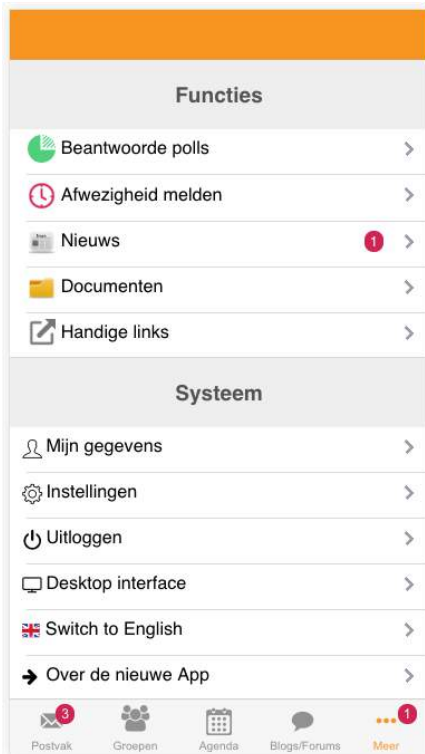 Functies
Beantwoorde polls
Afwezigheid melden
Nieuws 1
Documenten
Handige links
Systeem
Mijn gegevens
Instellingen
Uitloggen
Desktop interface
Switch to English
Over de nieuwe App
3 1
Postvak Groepen Agenda Blogs/Forums Meer